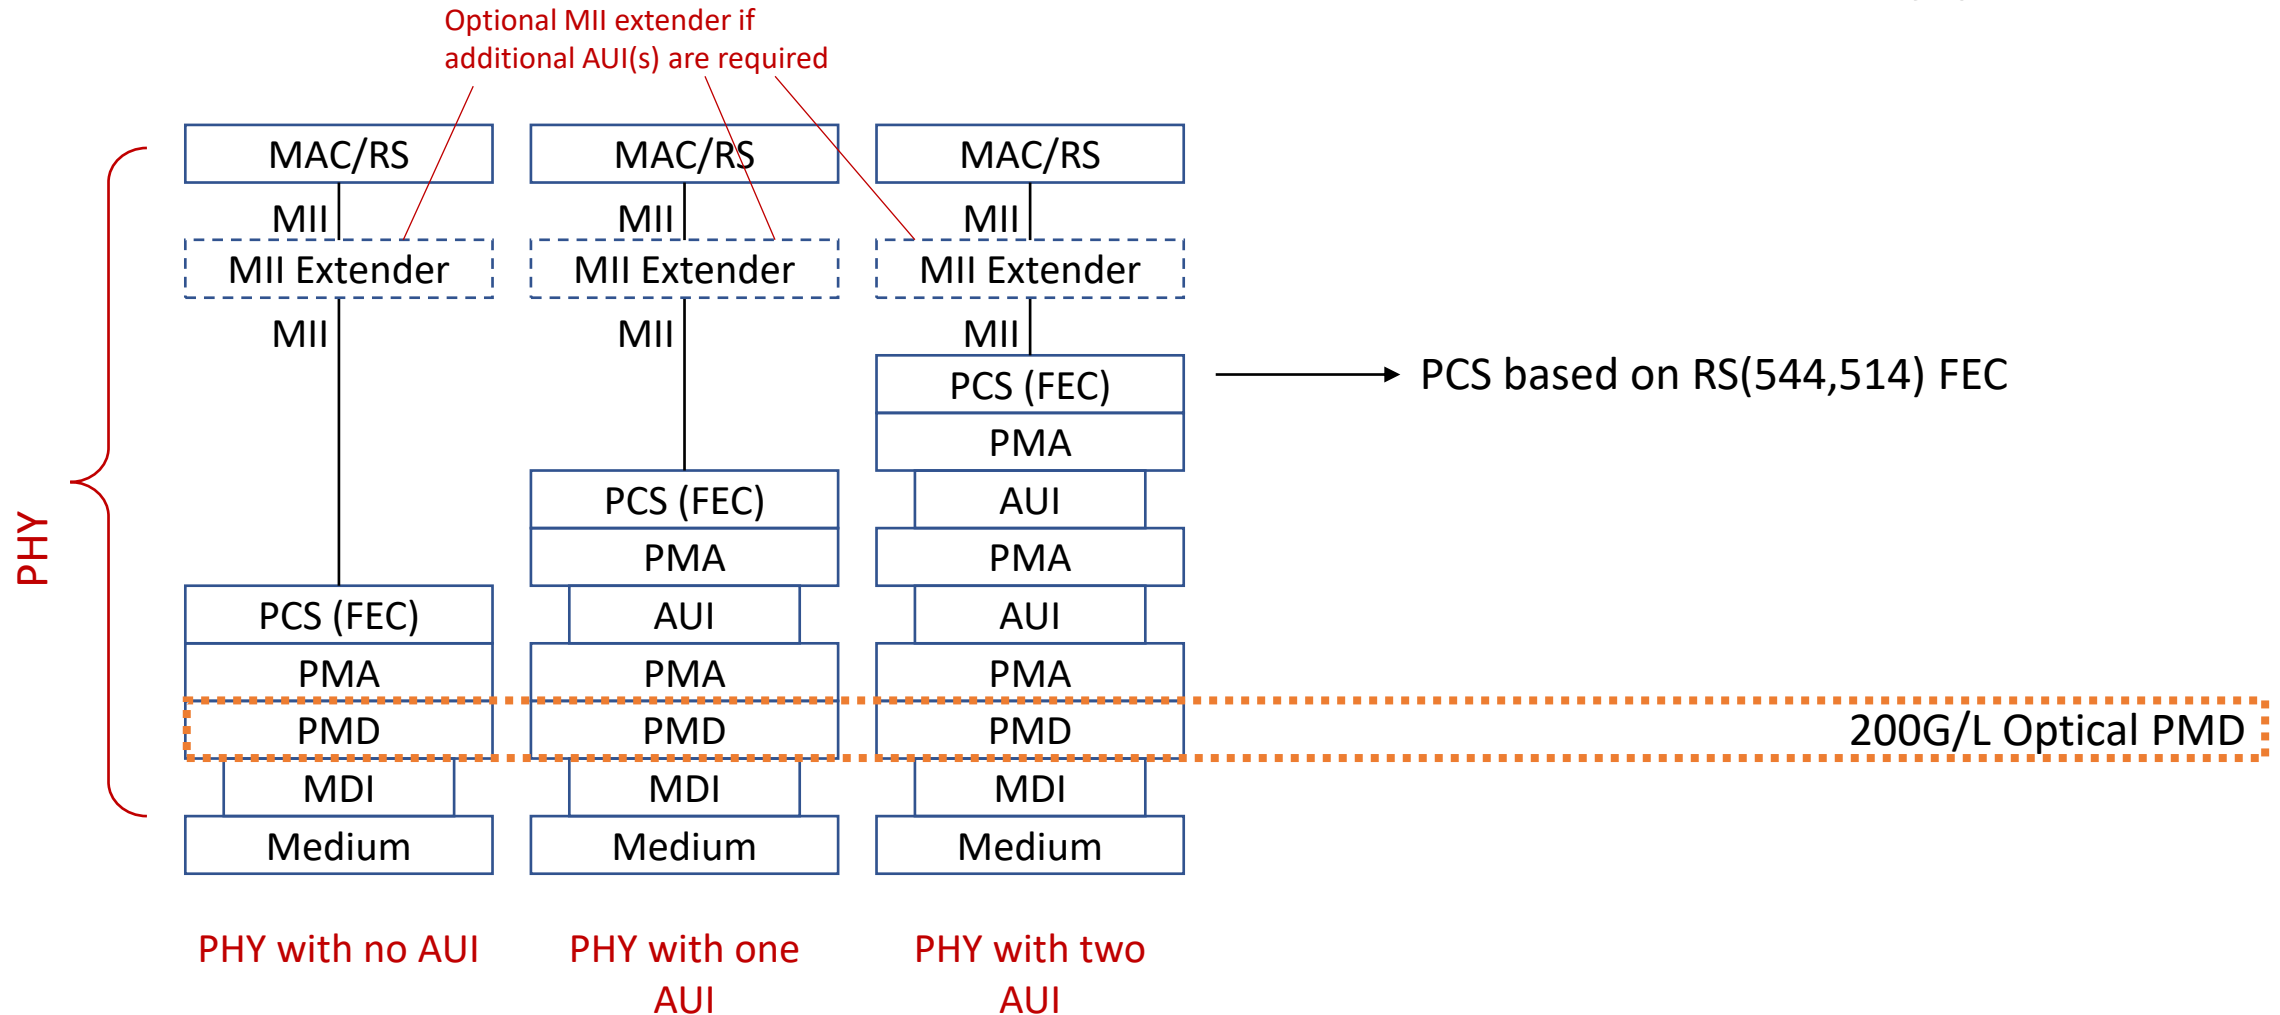 Optional MII extender if
additional AUI(s) are required
MAC/RS
MII
MII Extender
MII
PCS (FEC)
PMA
PMD
MDI
Medium
PHY with no AUI
MAC/RS
MII
MII Extender
MII
PCS (FEC)
PMA
AUI
PMA
PMD
MDI
Medium
PHY with one
AUI
MAC/RS
MII
MII Extender
MII
PCS (FEC)
PMA
AUI
PMA
AUI
PMA
PMD
MDI
Medium
PHY with two
AUI
PHY
PCS based on RS(544,514) FEC
200G/L Optical PMD